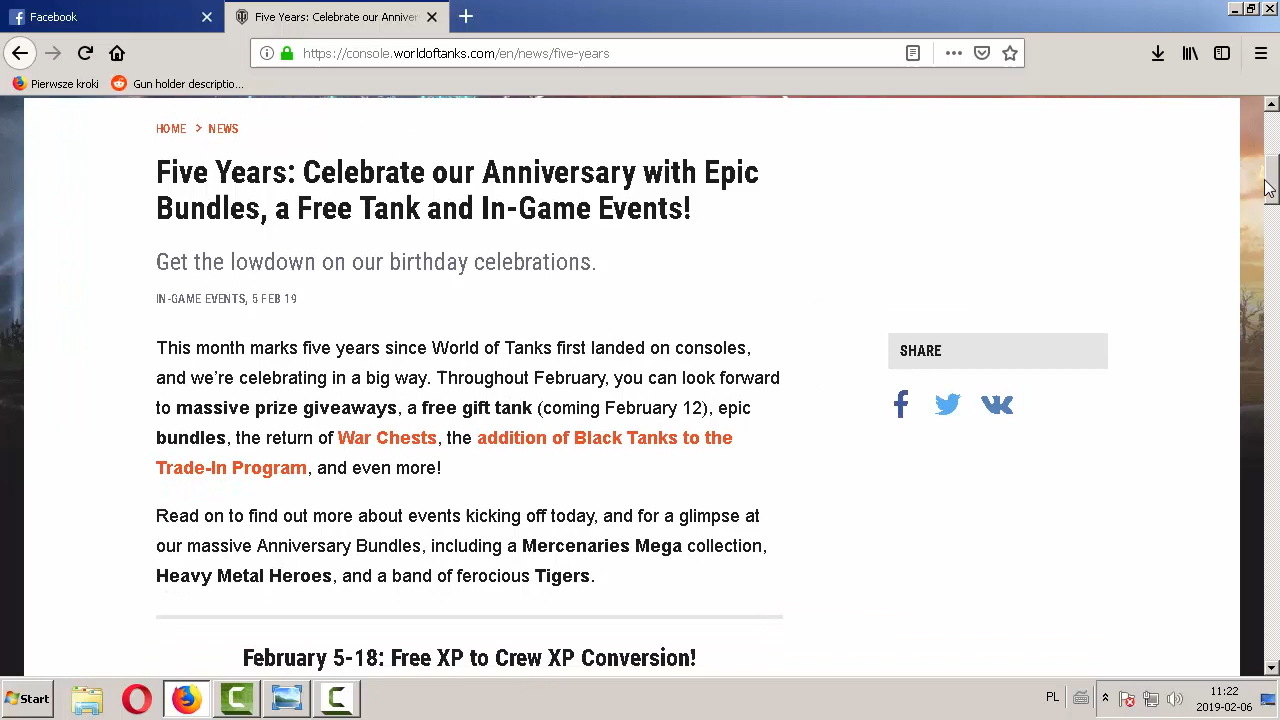 Facebook
Five Years: Celebrate our Anniver
https://console.worldoftanks.com/en/news/five-years
Pierwsze kroki
Gun holder descriptio...
HOME > NEWS
Five Years: Celebrate our Anniversary with Epic
Bundles, a Free Tank and In-Game Events!
Get the lowdown on our birthday celebrations.
IN-GAME EVENTS, 5 FEB 19
This month marks five years since World of Tanks first landed on consoles,
and we're celebrating in a big way. Throughout February, you can look forward
to massive prize giveaways, a free gift tank (coming February 12), epic
bundles, the return of War Chests, the addition of Black Tanks to the
Trade-In Program, and even more!
Read on to find out more about events kicking off today, and for a glimpse at
our massive Anniversary Bundles, including a Mercenaries Mega collection,
Heavy Metal Heroes, and a band of ferocious Tigers.
February 5-18: Free XP to Crew XP Conversion!
SHARE
Start
PL
11:22
2019-02-06